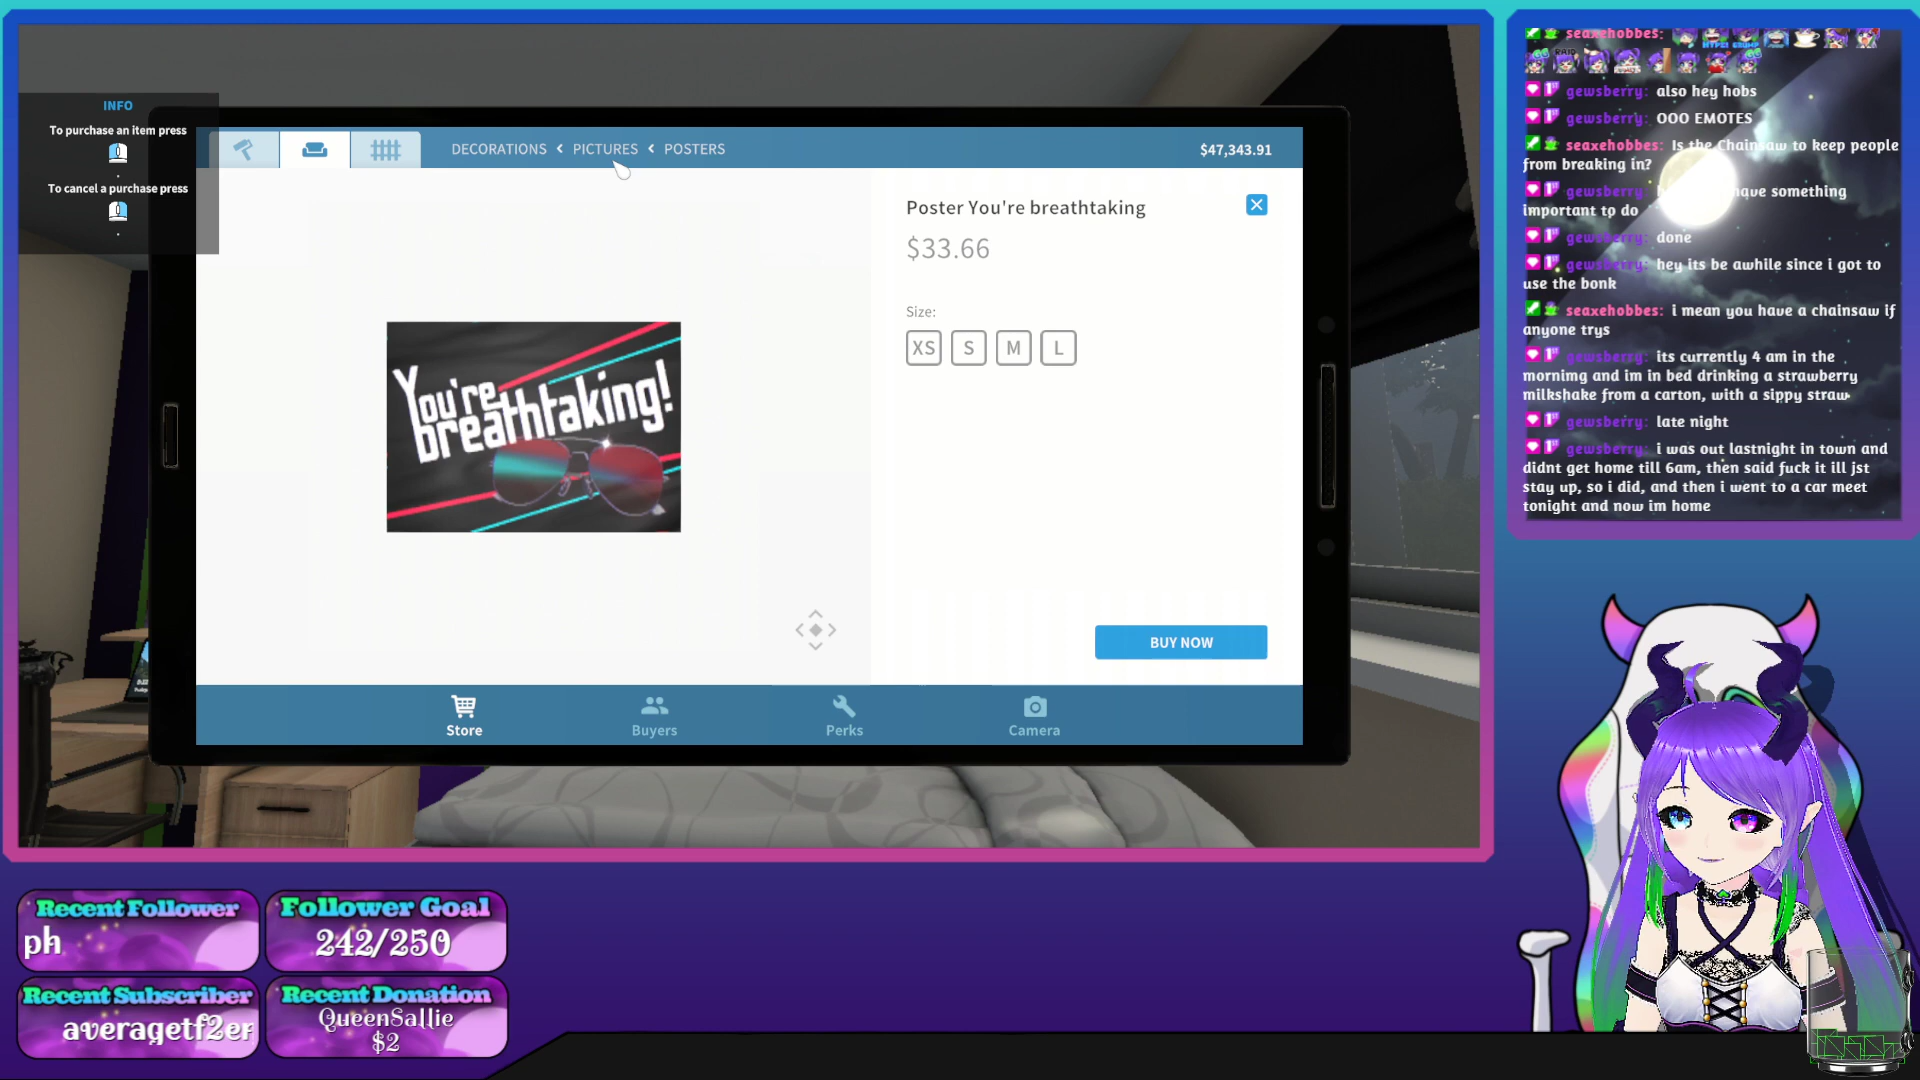 INFO
To purchase an item press
To cancel a purchase press
DECORATIONS < PICTURES < POSTERS
$47,343.91
Poster You're breathtaking
$33.66
Size:
XS S M L
You're
breathtaking!
BUY NOW
Store
Buyers
Perks
Camera
seaxehobbes:
gewsberry: also hey hobs
gewsberry: OOO EMOTES
seaxehobbes: Is the Chainsaw to keep people
from breaking in?
gewsberry have something
important to do
gewsberry: done
gewsberry: hey its be awhile since i got to
use the bonk
seaxehobbes: i mean you have a chainsaw if
anyone trys
gewsberry: its currently 4 am in the
mornimg and im in bed drinking a strawberry
milkshake from a carton, with a sippy straw
gewsberry: late night
gewsberry: i was out lastnight in town and
didnt get home till 6am, then said fuck it ill jst
stay up, so i did, and then i went to a car meet
tonight and now im home
Recent Follower
ph
Follower Goal
242/250
Recent Subscriber
averagetf2er
Recent Donation
QueenSallie
$2